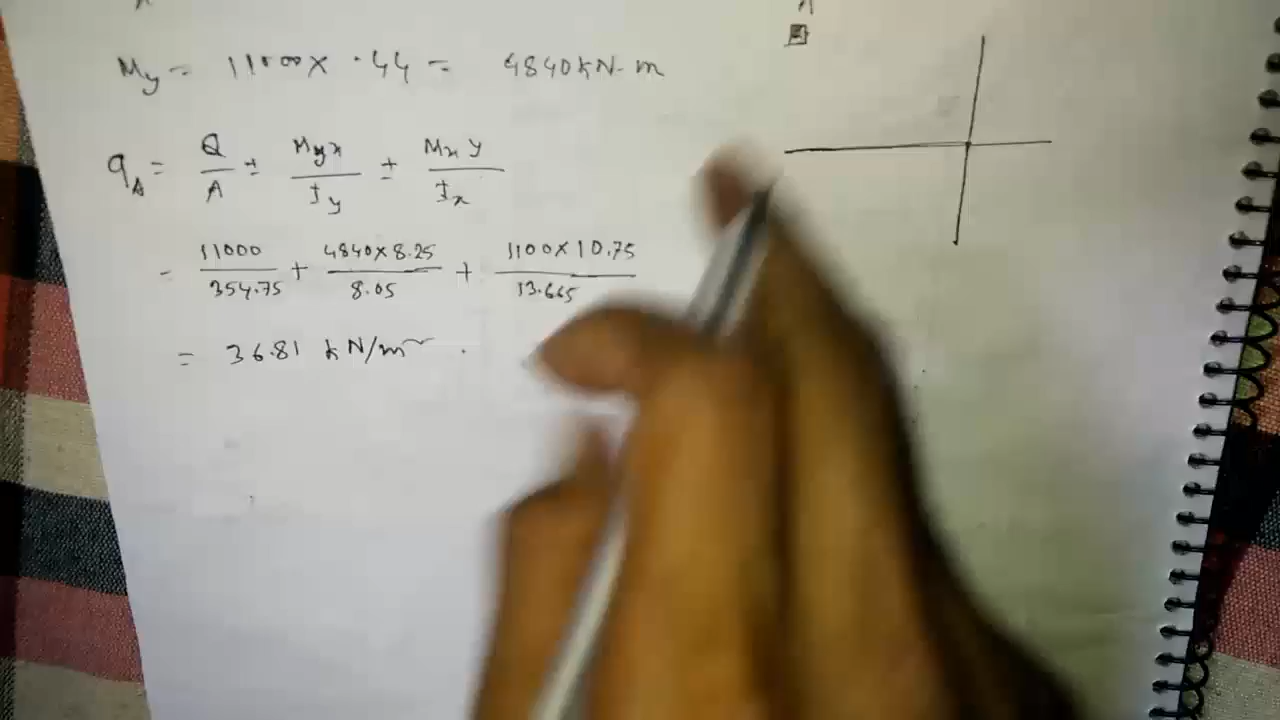 My = 11000 x .44 = 4840 kN-m
A
qA = Q/A ± Myx/Iy ± Mxy/Ix
= 11000/354.75 + 4840x8.25/8.05 + 1100x10.75/13.665
= 36.81 kN/m²